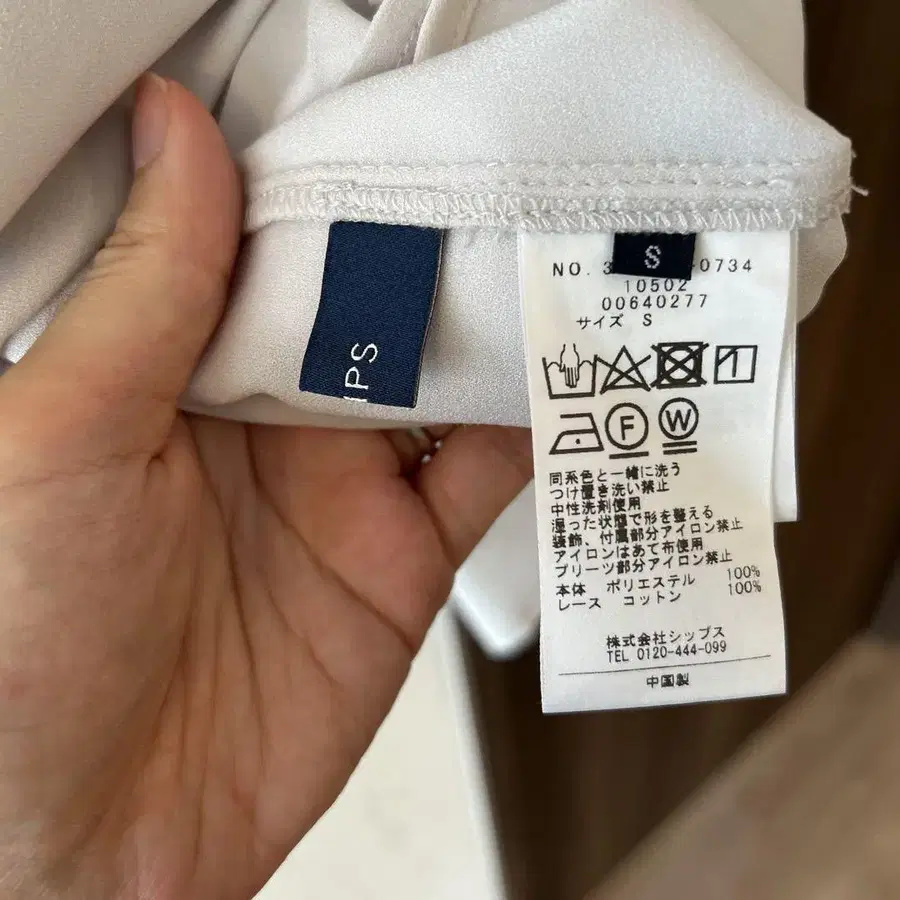 IPS
S
NO. 3 -0734
10502
00640277
サイズ S
F
W
同系色と一緒に洗う
つけ置き洗い禁止
中性洗剤使用
湿った状態で形を整える
装飾、付属部分アイロン禁止
アイロンはあて布使用
プリーツ部分アイロン禁止
本体 ポリエステル 100%
レース コットン 100%
株式会社シップス
TEL 0120-444-099
中国製